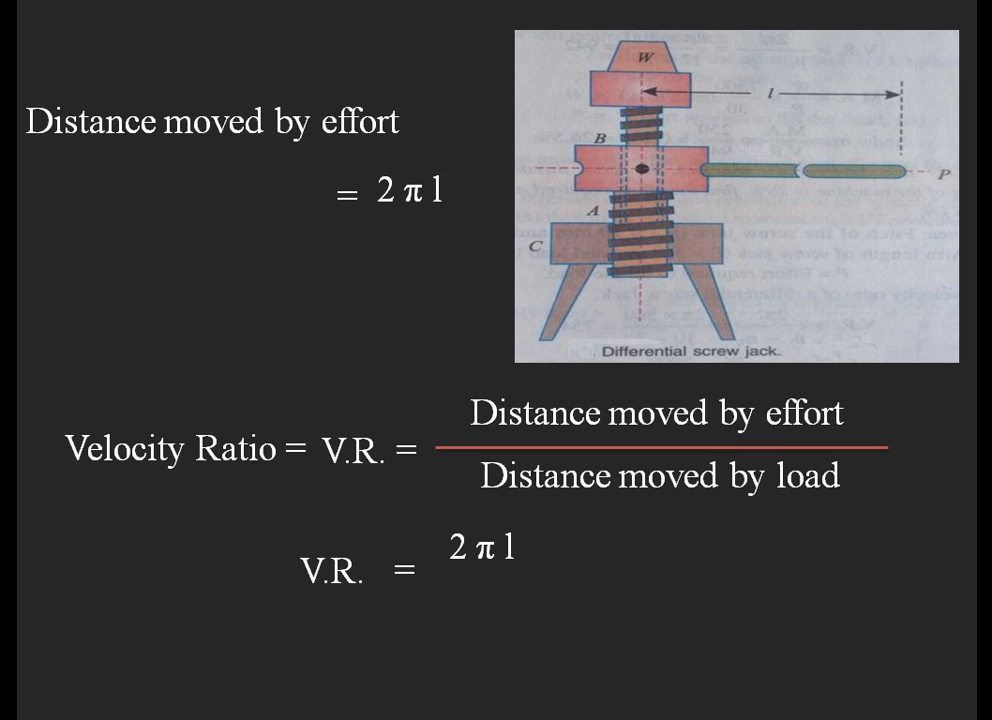 Distance moved by effort
= 2 π l
W
l
B
P
A
C
Differential screw jack.
Velocity Ratio = V.R. =
Distance moved by effort
Distance moved by load
V.R. =
2 π l